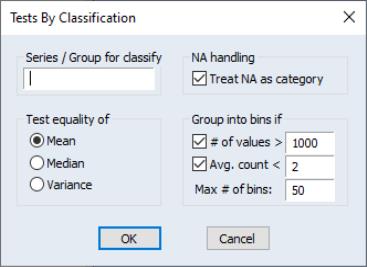 Tests By Classification
Series / Group for classify
NA handling
Treat NA as category
Test equality of
Mean
Median
Variance
Group into bins if
# of values > 1000
Avg. count < 2
Max # of bins: 50
OK
Cancel